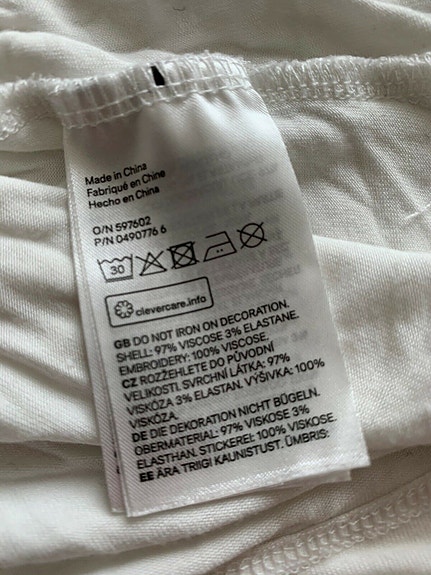 Made in China
Fabriqué en Chine
Hecho en China
O/N 597602
P/N 0490776 6
30
clevercare.info
GB DO NOT IRON ON DECORATION.
SHELL: 97% VISCOSE 3% ELASTANE.
EMBROIDERY: 100% VISCOSE.
CZ ROZŽEHLETE DO PŮVODNÍ
VELIKOSTI. SVRCHNÍ LÁTKA: 97%
VISKÓZA 3% ELASTAN. VÝŠIVKA: 100%
VISKÓZA.
DE DIE DEKORATION NICHT BÜGELN.
OBERMATERIAL: 97% VISKOSE 3%
ELASTHAN. STICKEREI: 100% VISKOSE.
EE ÄRA TRIIGI KAUNISTUST. ÜMBRIS: